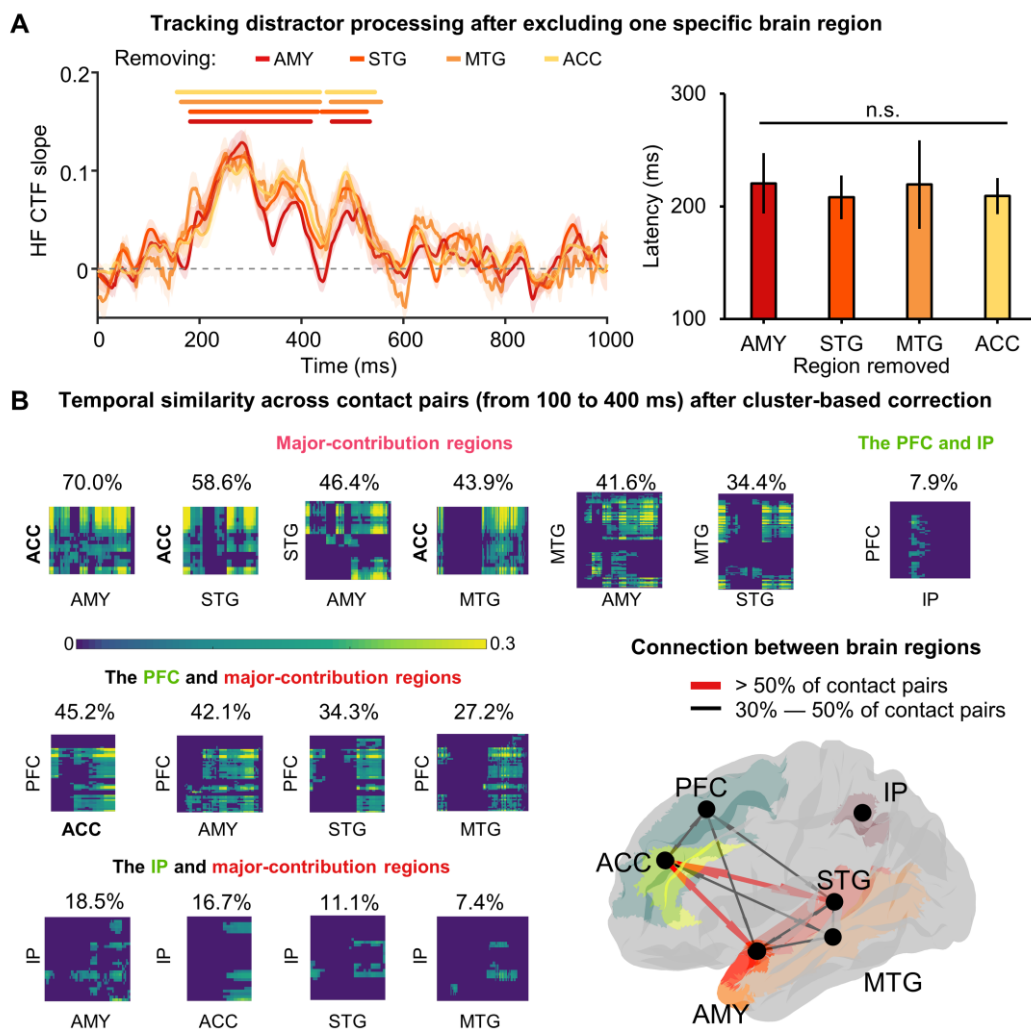 A Tracking distractor processing after excluding one specific brain region
Removing: AMY STG MTG ACC
0.2
0.1
0
HF CTF slope
0 200 400 600 800 1000
Time (ms)
300
200
100
Latency (ms)
n.s.
AMY STG MTG ACC
Region removed
B Temporal similarity across contact pairs (from 100 to 400 ms) after cluster-based correction
Major-contribution regions
The PFC and IP
70.0% 58.6% 46.4% 43.9% 41.6% 34.4% 7.9%
ACC ACC STG ACC MTG MTG PFC
AMY STG AMY MTG AMY STG IP
0 0.3
The PFC and major-contribution regions
45.2% 42.1% 34.3% 27.2%
PFC PFC PFC PFC
ACC AMY STG MTG
The IP and major-contribution regions
18.5% 16.7% 11.1% 7.4%
IP IP IP IP
AMY ACC STG MTG
Connection between brain regions
> 50% of contact pairs
30% — 50% of contact pairs
PFC
IP
ACC
STG
MTG
AMY